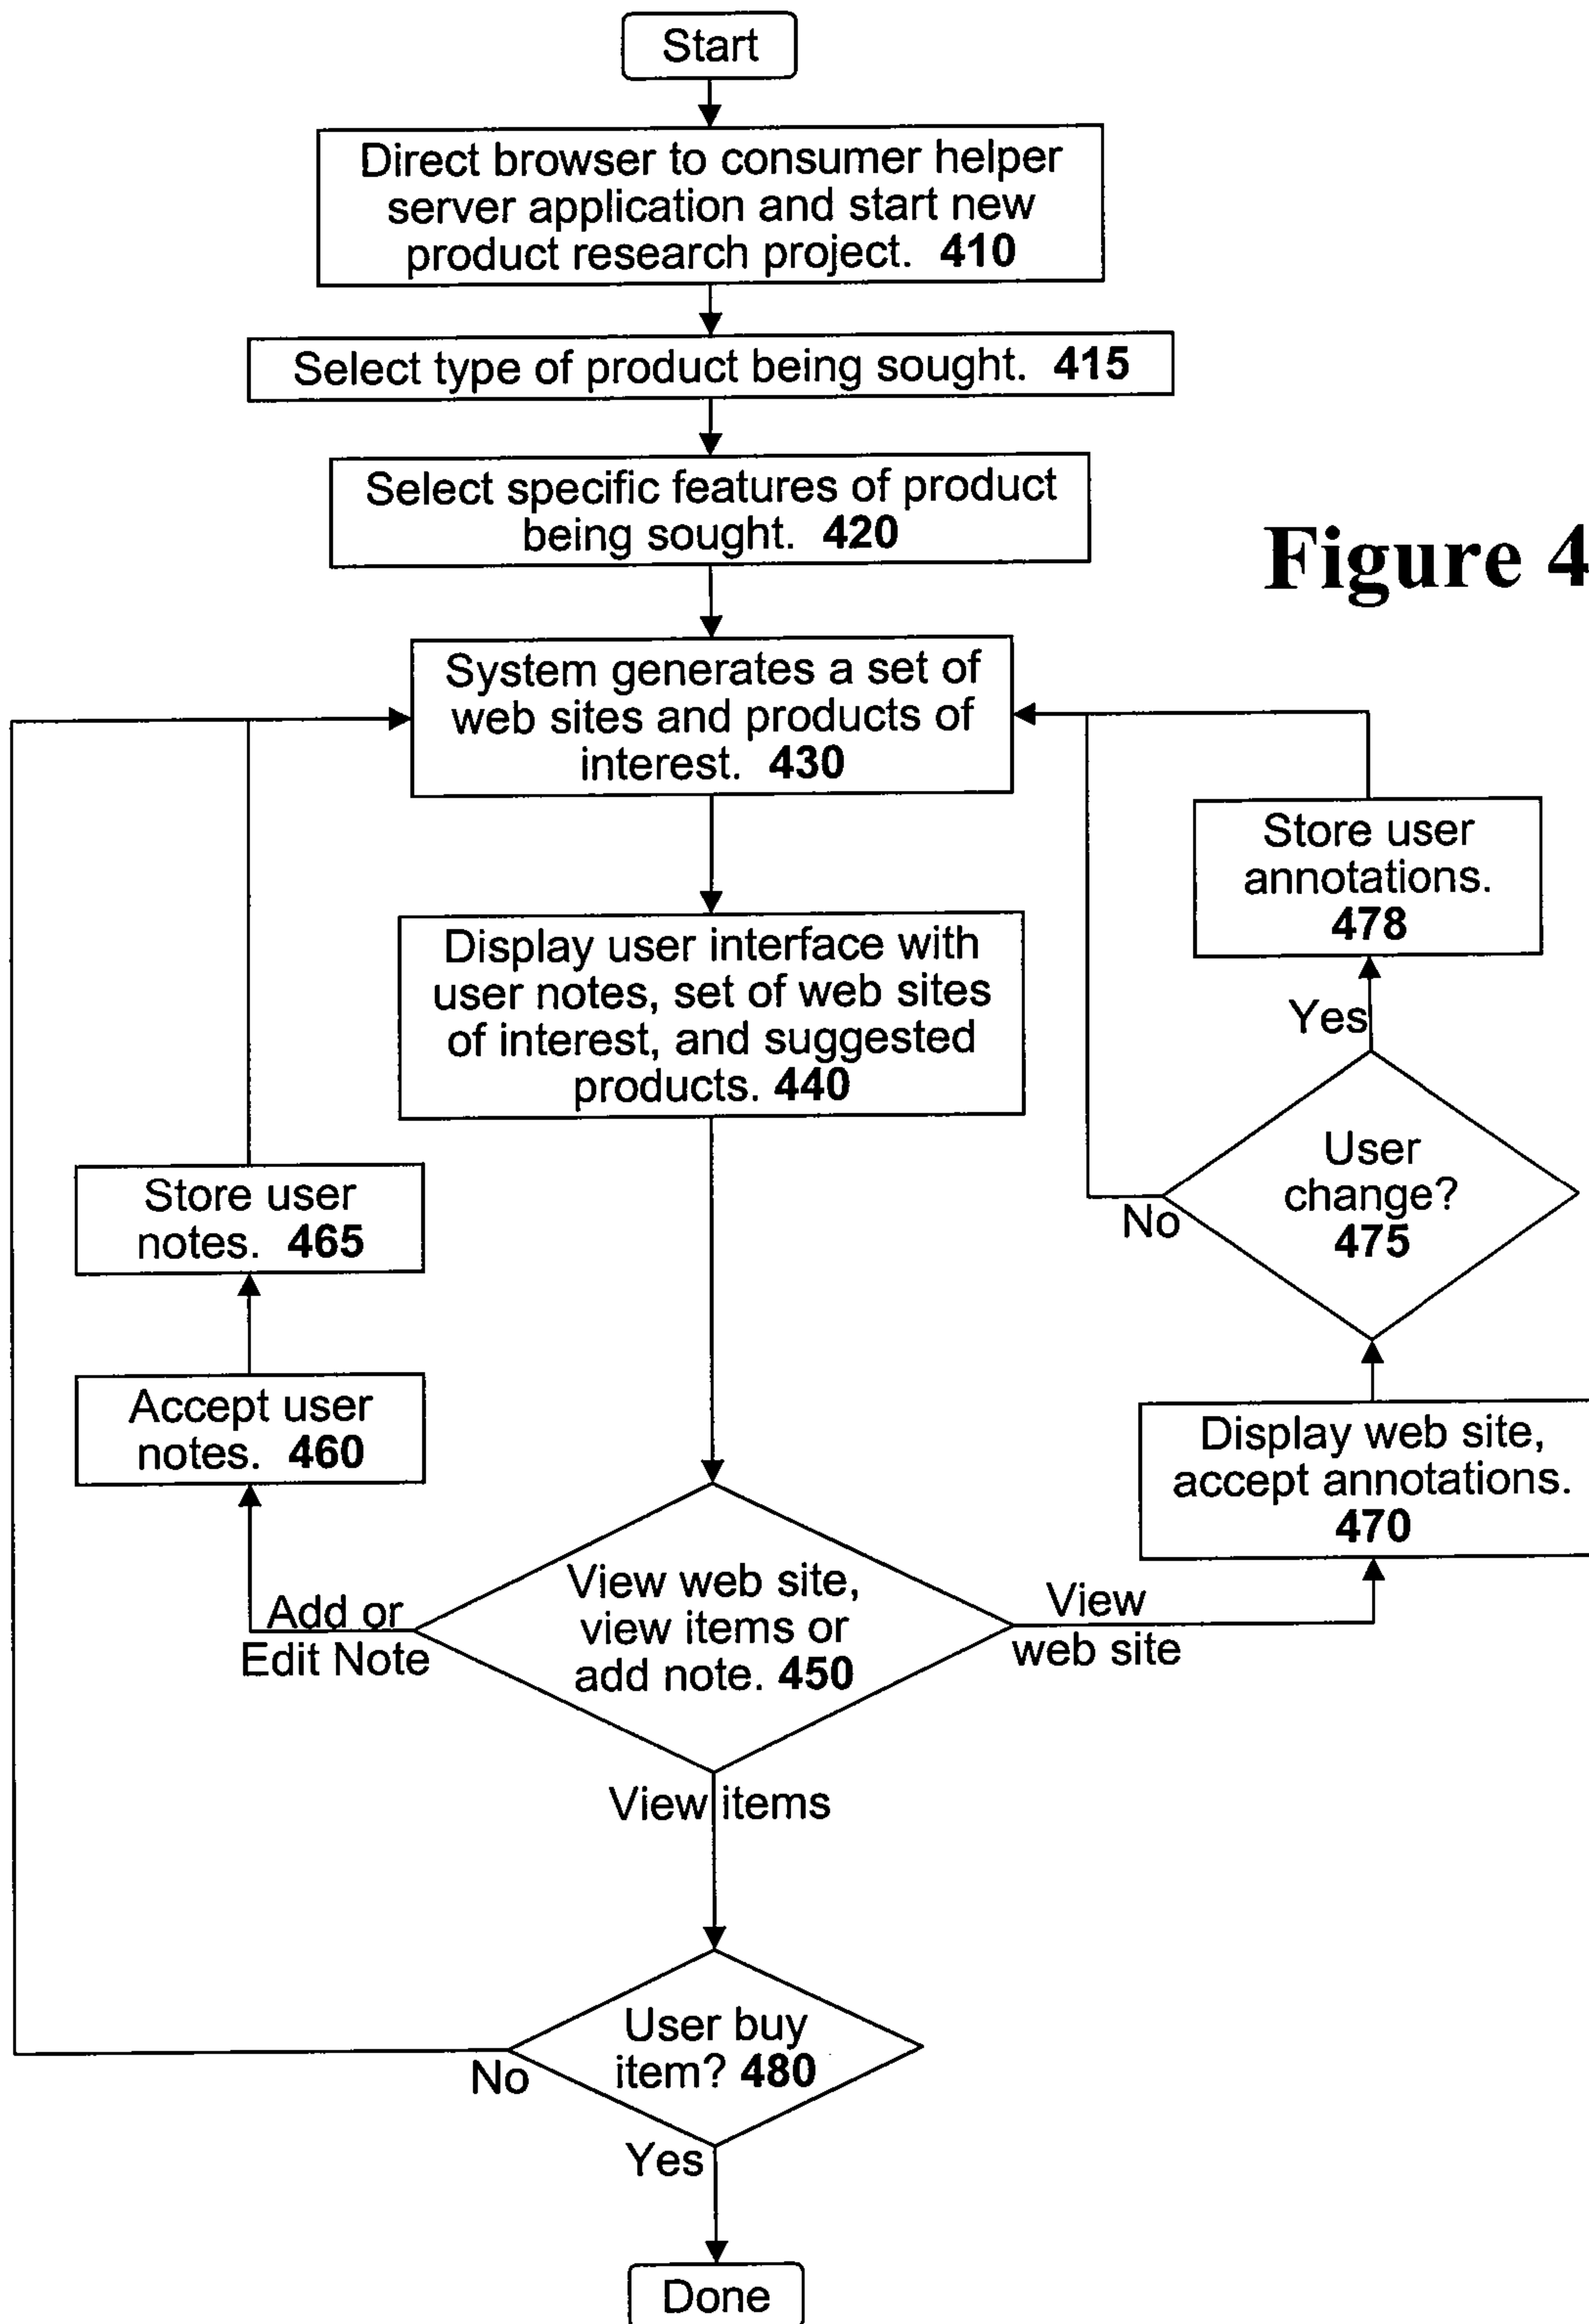 Start
Direct browser to consumer helper
server application and start new
product research project. 410
Select type of product being sought. 415
Select specific features of product
being sought. 420
Figure 4
System generates a set of
web sites and products of
interest. 430
Store user
annotations.
478
Display user interface with
user notes, set of web sites
of interest, and suggested
products. 440
Yes
User
change?
475
No
Store user
notes. 465
Accept user
notes. 460
Display web site,
accept annotations.
470
View web site,
view items or
add note. 450
Add or
Edit Note
View
web site
View items
User buy
item? 480
No
Yes
Done